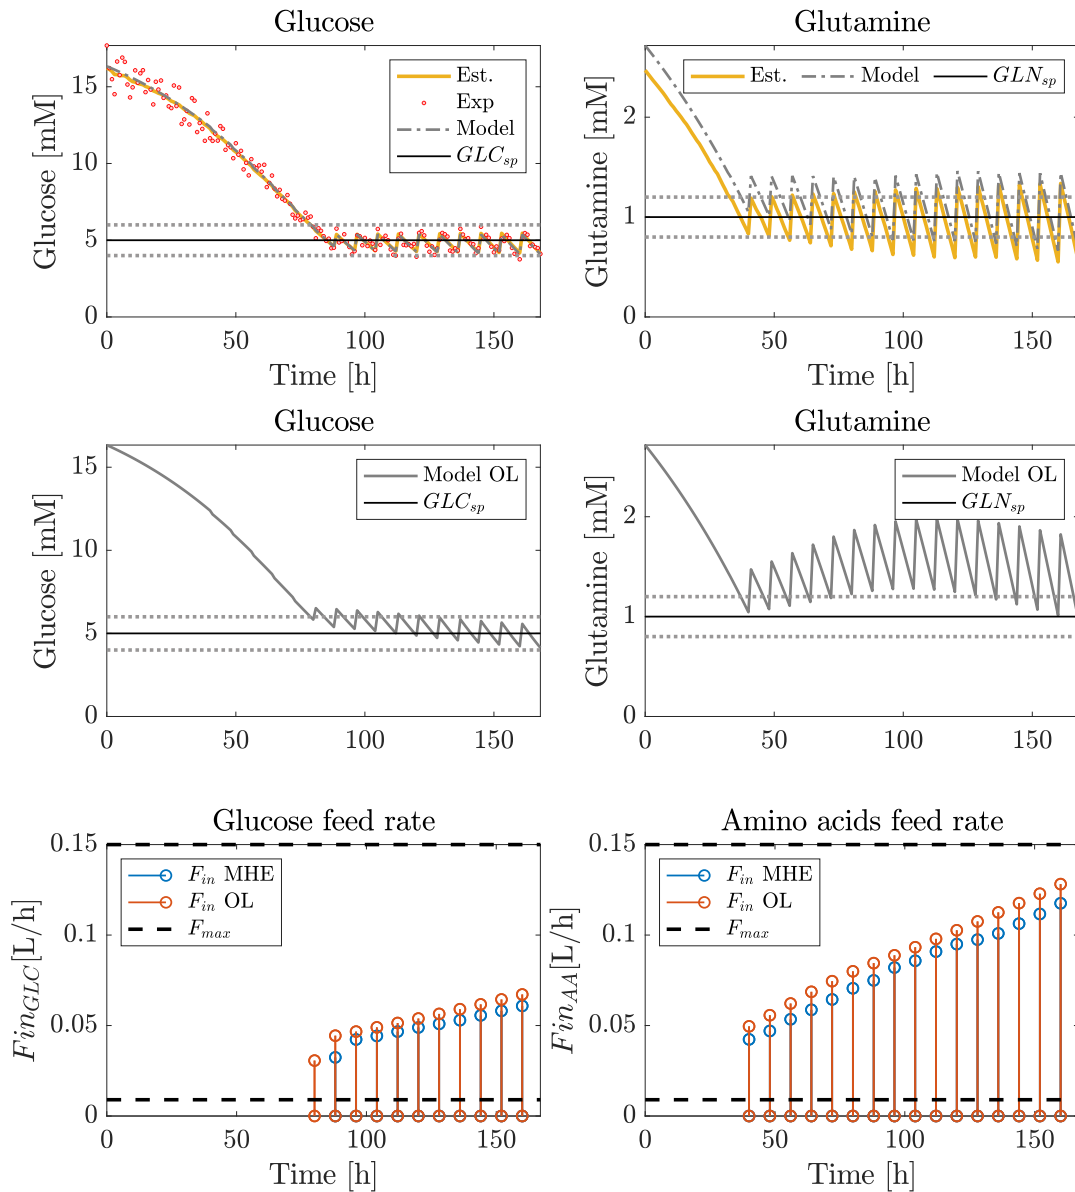 Glucose
Glucose [mM]
15
10
5
0
0
50
100
150
Time [h]
Est.
Exp
Model
GLC_sp
Glutamine
Glutamine [mM]
2
1
0
0
50
100
150
Time [h]
Est.
Model
GLN_sp
Glucose
Glucose [mM]
15
10
5
0
0
50
100
150
Model OL
GLC_sp
Glutamine
Glutamine [mM]
2
1
0
0
50
100
150
Model OL
GLN_sp
Glucose feed rate
Fin_GLC[L/h]
0.15
0.1
0.05
0
0
50
100
150
Time [h]
F_in MHE
F_in OL
F_max
Amino acids feed rate
Fin_AA[L/h]
0.15
0.1
0.05
0
0
50
100
150
Time [h]
F_in MHE
F_in OL
F_max